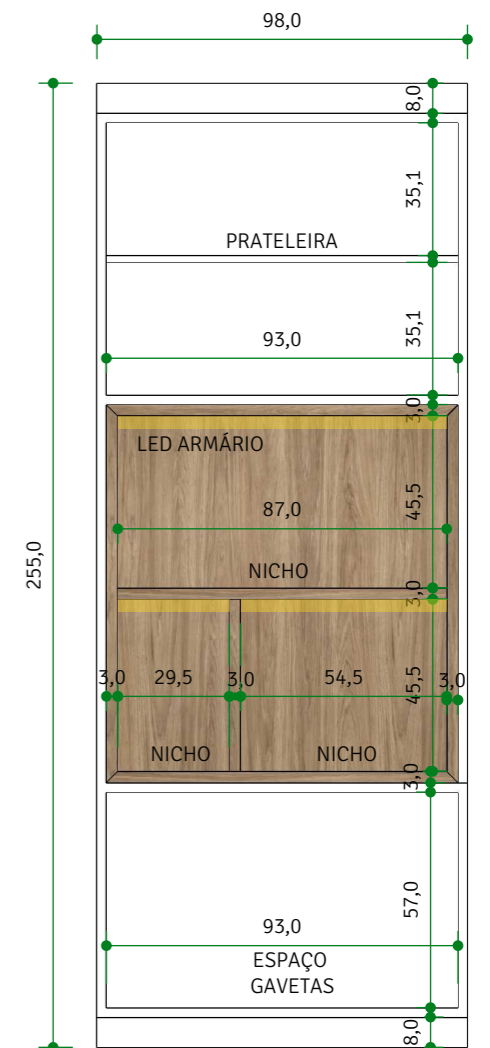 98,0
8,0
35,1
PRATELEIRA
35,1
93,0
3,0
LED ARMÁRIO
45,5
87,0
255,0
NICHO
3,0
3,0
29,5
3,0
54,5
45,5
3,0
NICHO
NICHO
3,0
57,0
93,0
ESPAÇO
GAVETAS
8,0